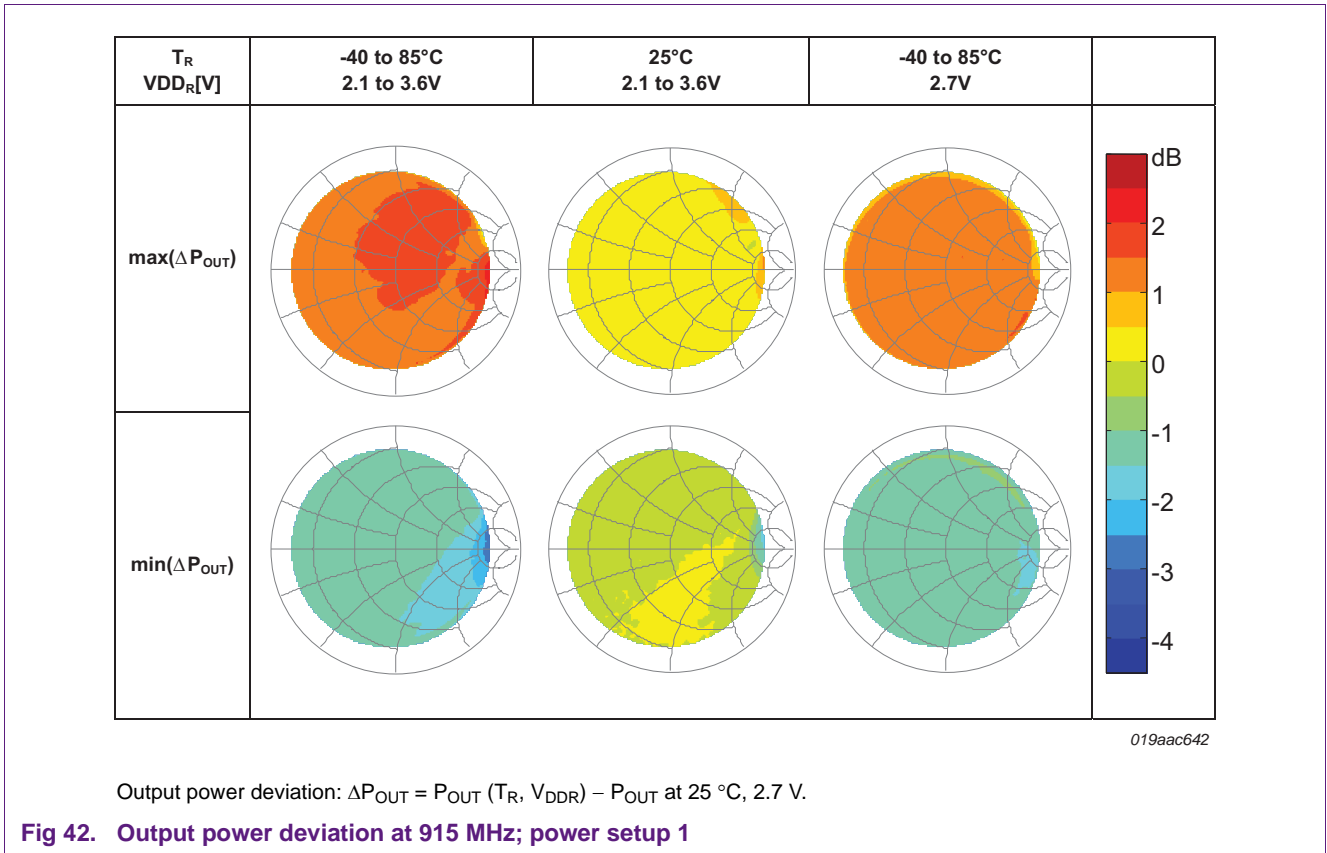 TR -40 to 85°C 25°C -40 to 85°C
VDDR[V] 2.1 to 3.6V 2.1 to 3.6V 2.7V
max(ΔPOUT)
min(ΔPOUT)
dB
2
1
0
-1
-2
-3
-4
019aac642
Output power deviation: ΔPOUT = POUT (TR, VDDR) − POUT at 25 °C, 2.7 V.
Fig 42. Output power deviation at 915 MHz; power setup 1